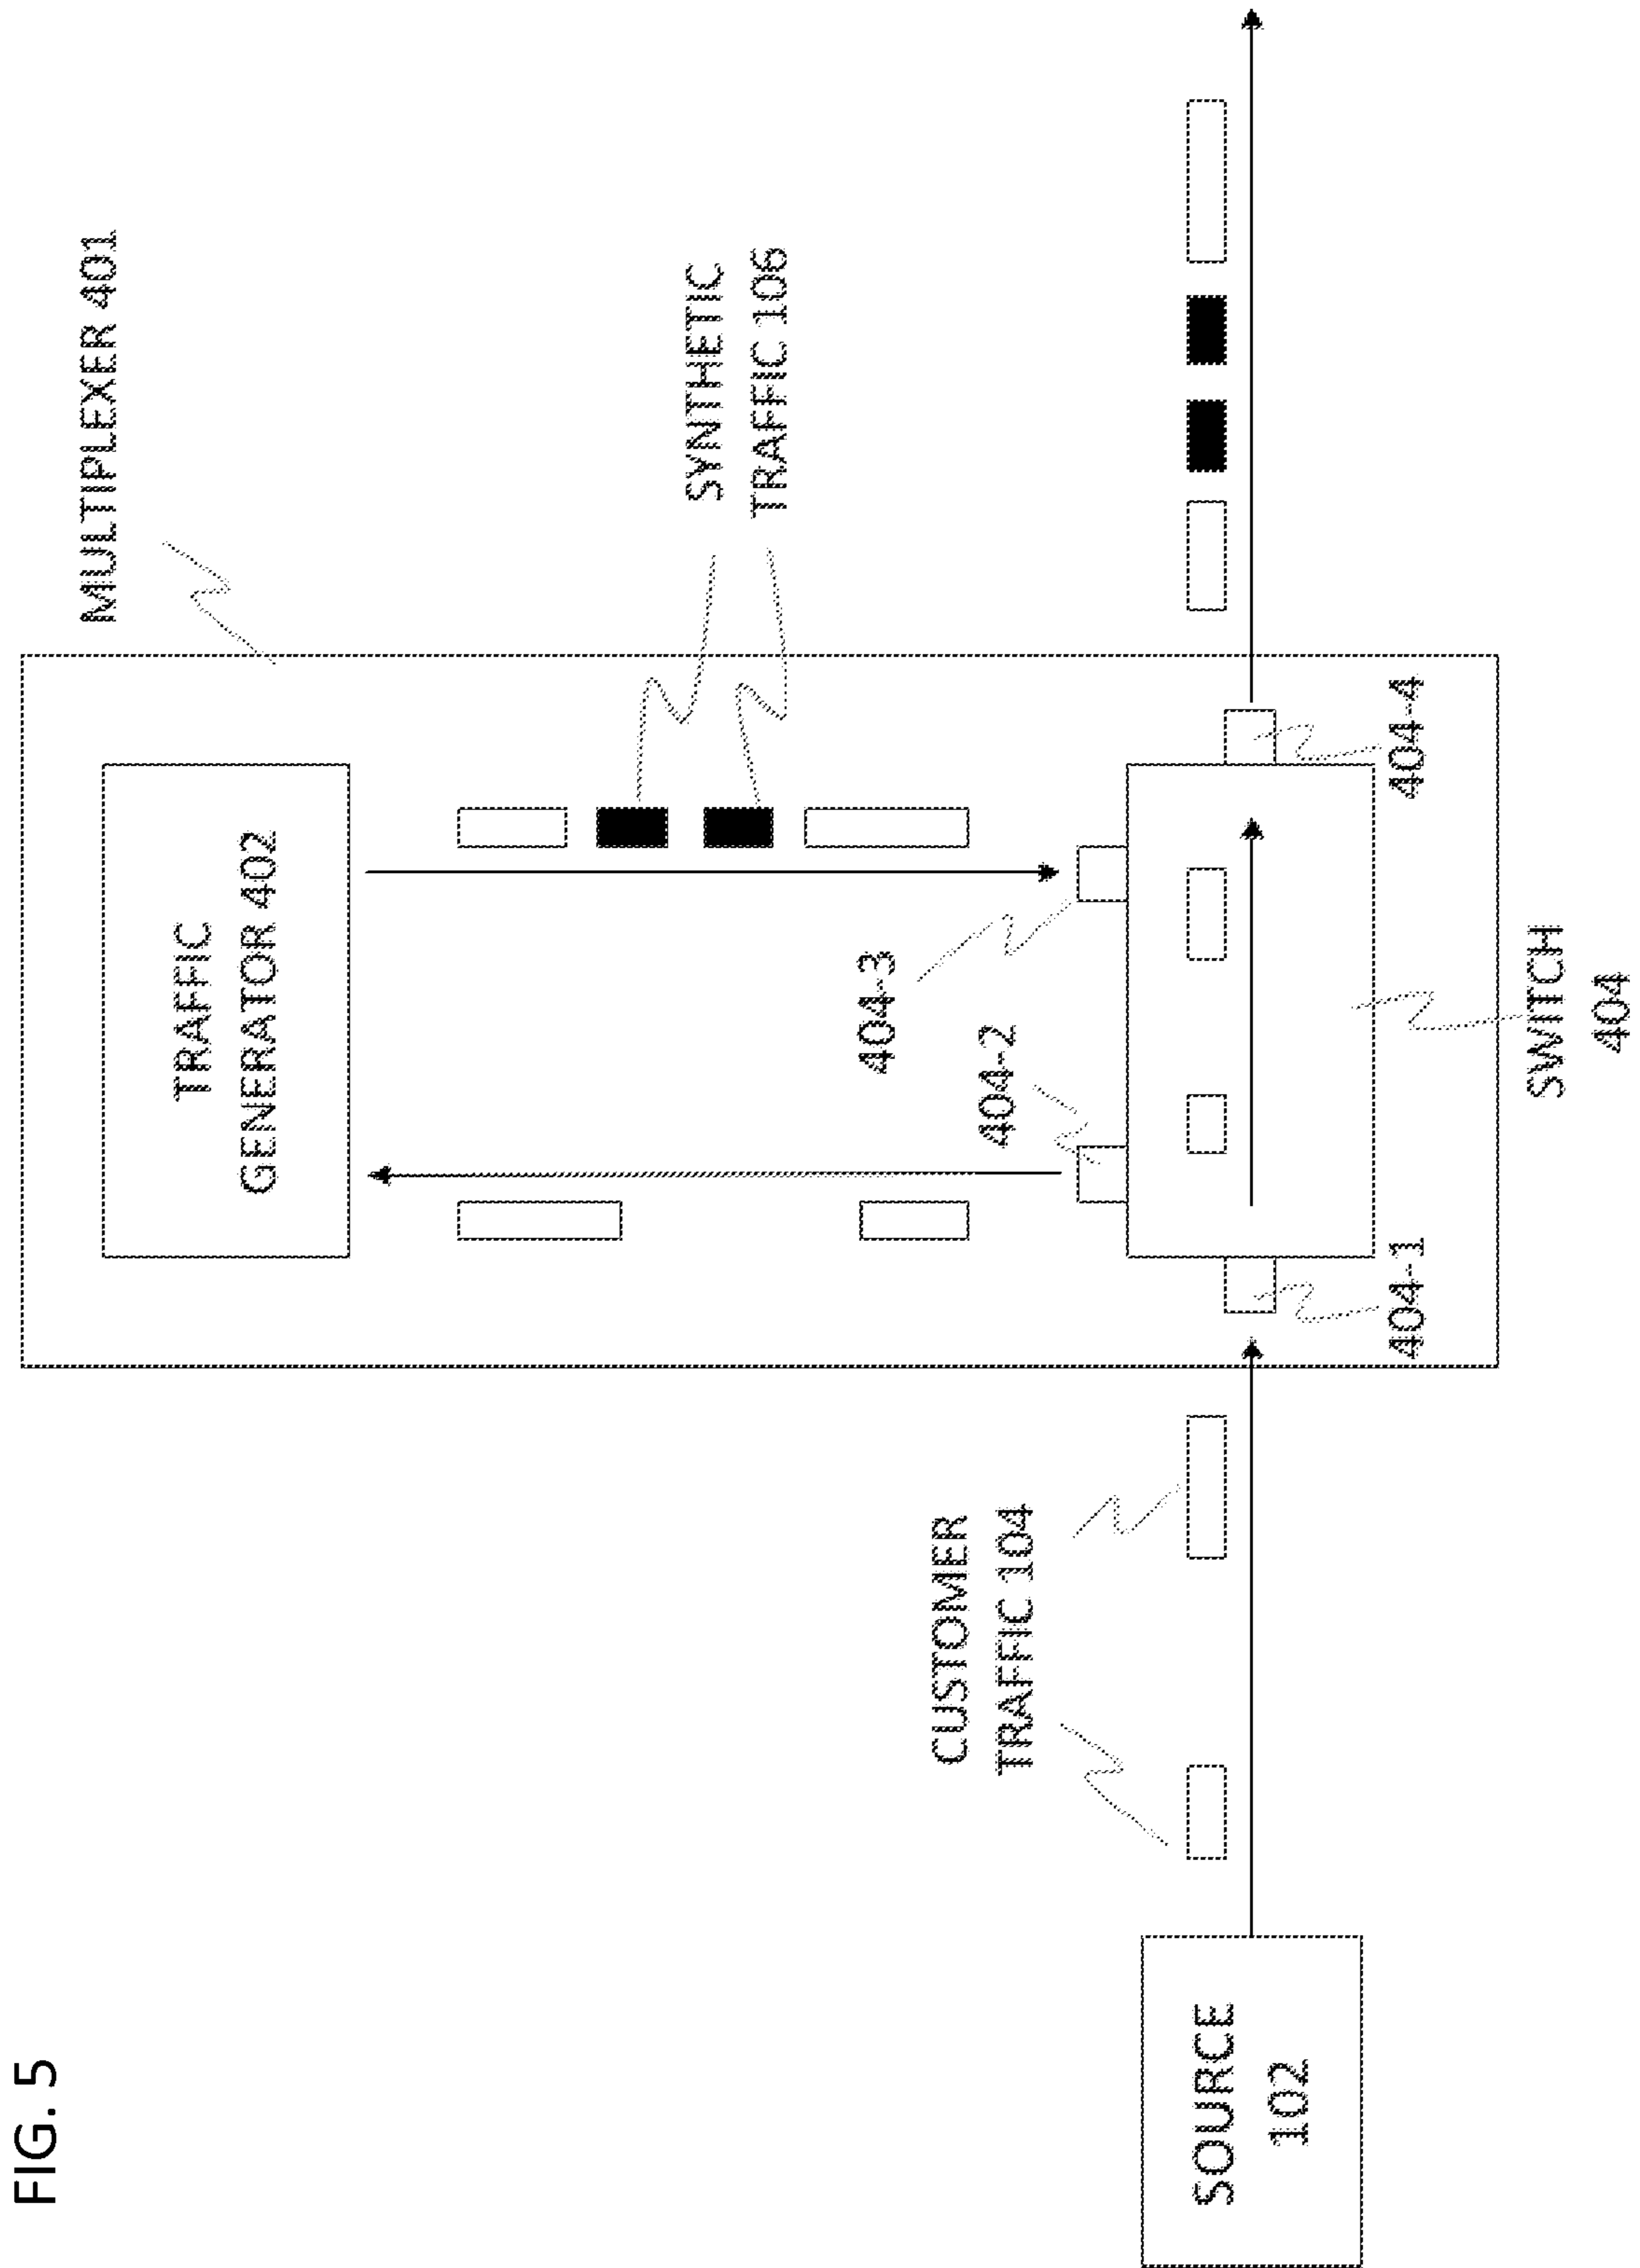 FIG. 5
MULTIPLEXER 401
TRAFFIC
GENERATOR 402
SYNTHETIC
TRAFFIC 106
404-3
404-2
CUSTOMER
TRAFFIC 104
SOURCE
102
404-1
404-4
SWITCH
404